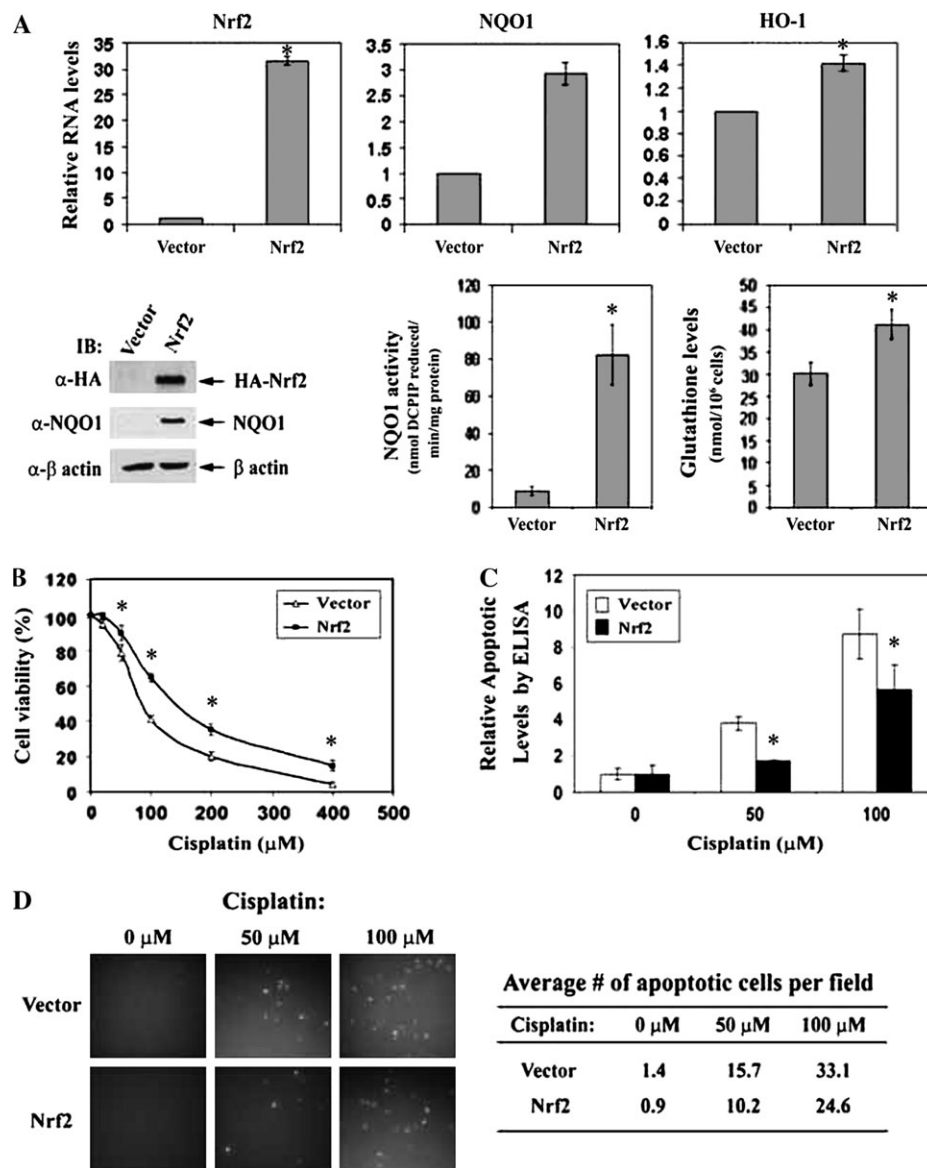 A
Nrf2
NQO1
HO-1
Relative RNA levels
35
30
25
20
15
10
5
0
*
Vector
Nrf2
3.5
3
2.5
2
1.5
1
0.5
0
Vector
Nrf2
1.6
1.4
1.2
1
0.8
0.6
0.4
0.2
0
*
Vector
Nrf2
IB:
Vector
Nrf2
α-HA
HA-Nrf2
α-NQO1
NQO1
α-β actin
β actin
NQO1 activity
(nmol DCPIP reduced/
min/mg protein)
120
100
80
60
40
20
0
*
Vector
Nrf2
Glutathione levels
(nmol/10⁶ cells)
50
45
40
35
30
25
20
15
10
5
0
*
Vector
Nrf2
B
Cell viability (%)
120
100
80
60
40
20
0
* * * *
Vector
Nrf2
0 100 200 300 400 500
Cisplatin (μM)
C
Relative Apoptotic
Levels by ELISA
12
10
8
6
4
2
0
Vector
Nrf2
*
*
0 50 100
Cisplatin (μM)
D
Cisplatin:
0 μM 50 μM 100 μM
Vector
Nrf2
Average # of apoptotic cells per field
Cisplatin: 0 μM 50 μM 100 μM
Vector 1.4 15.7 33.1
Nrf2 0.9 10.2 24.6